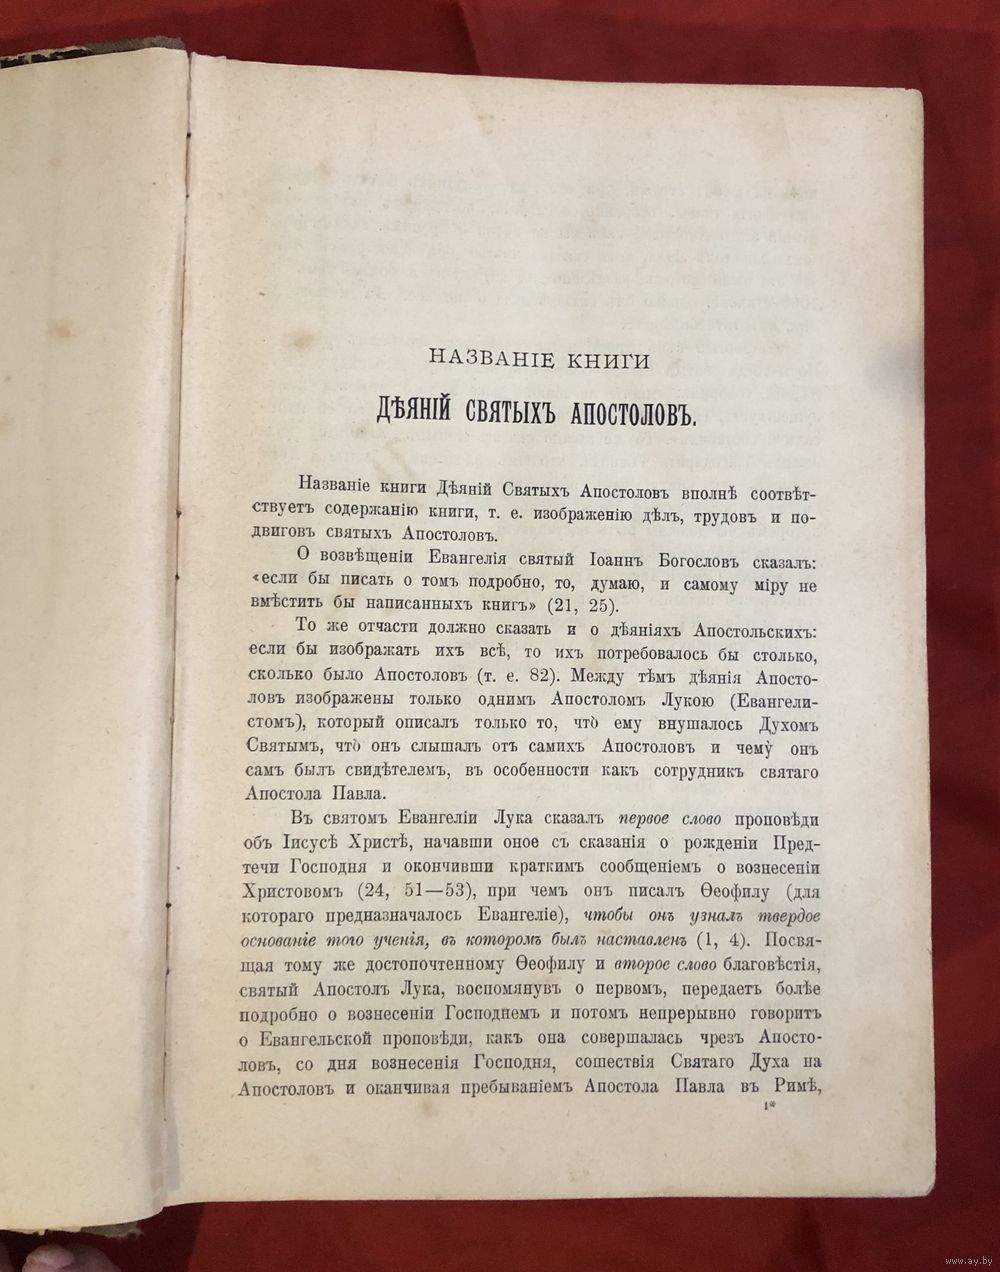 НАЗВАНІЕ КНИГИ
ДѢЯНІЙ СВЯТЫХЪ АПОСТОЛОВЪ.
Названіе книги Дѣяній Святыхъ Апостоловъ вполнѣ соотвѣт-
ствуетъ содержанію книги, т. е. изображенію дѣлъ, трудовъ и по-
двиговъ святыхъ Апостоловъ.
О возвѣщеніи Евангелія святый Іоаннъ Богословъ сказалъ:
«если бы писать о томъ подробно, то, думаю, и самому міру не
вмѣстить бы написанныхъ книгъ» (21, 25).
То же отчасти должно сказать и о дѣяніяхъ Апостольскихъ:
если бы изображать ихъ всѣ, то ихъ потребовалось бы столько,
сколько было Апостоловъ (т. е. 82). Между тѣмъ дѣянія Апосто-
ловъ изображены только однимъ Апостоломъ Лукою (Евангели-
стомъ), который описалъ только то, что̀ ему внушалось Духомъ
Святымъ, что̀ онъ слышалъ отъ самихъ Апостоловъ и чему̀ онъ
самъ былъ свидѣтелемъ, въ особенности какъ сотрудникъ святаго
Апостола Павла.
Въ святомъ Евангеліи Лука сказалъ первое слово проповѣди
объ Іисусѣ Христѣ, начавши оное съ сказанія о рожденіи Пред-
течи Господня и окончивши краткимъ сообщеніемъ о вознесеніи
Христовомъ (24, 51—53), при чемъ онъ писалъ Ѳеофилу (для
котораго предназначалось Евангеліе), чтобы онъ узналъ твердое
основаніе того ученія, въ которомъ былъ наставленъ (1, 4). Посвя-
щая тому же достопочтенному Ѳеофилу и второе слово благовѣстія,
святый Апостолъ Лука, воспомянувъ о первомъ, передаетъ болѣе
подробно о вознесеніи Господнемъ и потомъ непрерывно говоритъ
о Евангельской проповѣди, какъ она совершалась чрезъ Апосто-
ловъ, со дня вознесенія Господня, сошествія Святаго Духа на
Апостоловъ и оканчивая пребываніемъ Апостола Павла въ Римѣ,
1*
www.ay.by